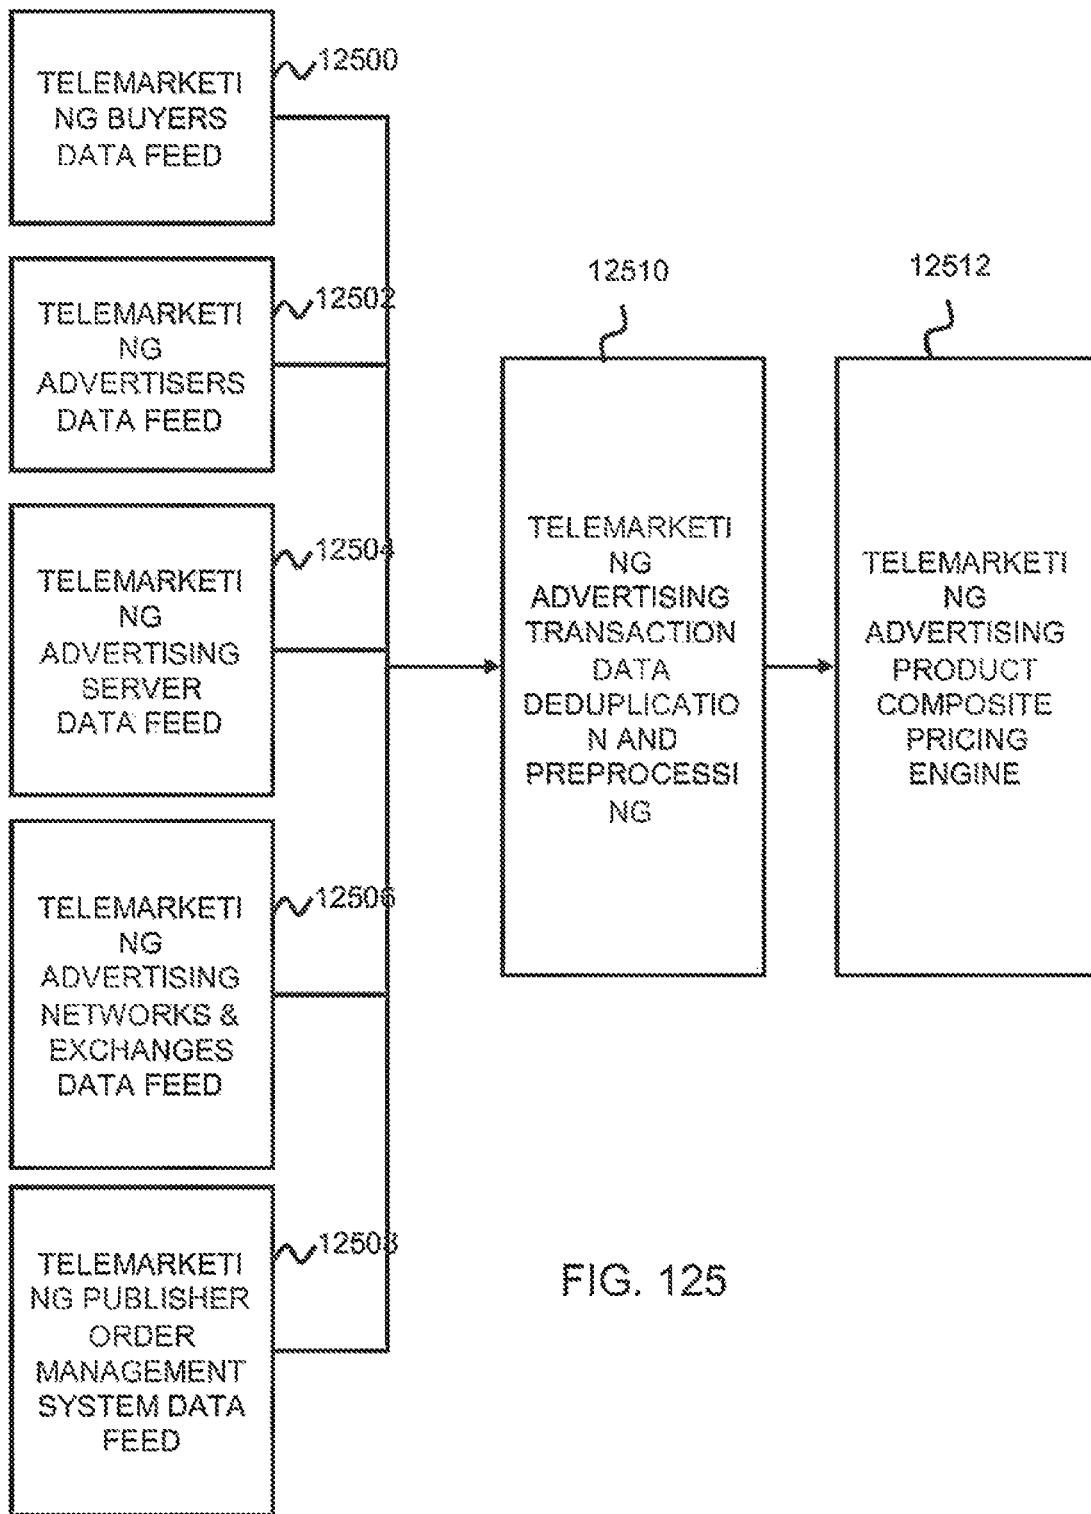 12500
TELEMARKETI
NG BUYERS
DATA FEED
12502
TELEMARKETI
NG
ADVERTISERS
DATA FEED
12504
TELEMARKETI
NG
ADVERTISING
SERVER
DATA FEED
12506
TELEMARKETI
NG
ADVERTISING
NETWORKS &
EXCHANGES
DATA FEED
12508
TELEMARKETI
NG PUBLISHER
ORDER
MANAGEMENT
SYSTEM DATA
FEED
12510
TELEMARKETI
NG
ADVERTISING
TRANSACTION
DATA
DEDUPLICATIO
N AND
PREPROCESSI
NG
12512
TELEMARKETI
NG
ADVERTISING
PRODUCT
COMPOSITE
PRICING
ENGINE
FIG. 125